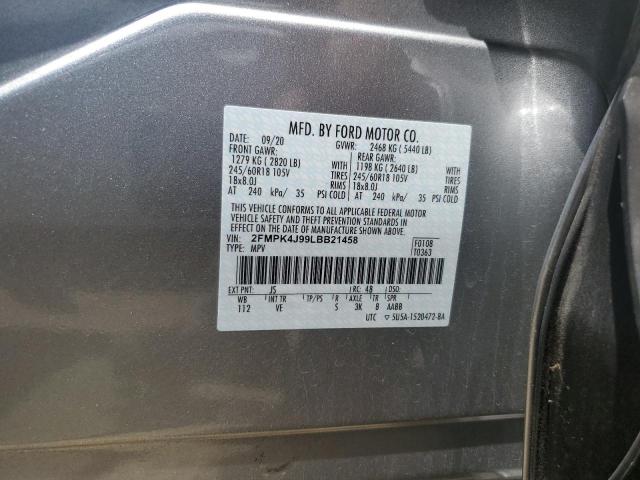 MFD. BY FORD MOTOR CO.
DATE: 09/20 GVWR: 2468 KG ( 5440 LB)
FRONT GAWR: REAR GAWR:
1279 KG ( 2820 LB) WITH 1198 KG ( 2640 LB) WITH
245/60R18 105V TIRES 245/60R18 105V TIRES
18x8.0J RIMS 18x8.0J RIMS
AT 240 kPa/ 35 PSI COLD AT 240 kPa/ 35 PSI COLD
THIS VEHICLE CONFORMS TO ALL APPLICABLE FEDERAL MOTOR
VEHICLE SAFETY AND THEFT PREVENTION STANDARDS IN
EFFECT ON THE DATE OF MANUFACTURE SHOWN ABOVE.
VIN: 2FMPK4J99LBB21458 F0108
TYPE: MPV T0363
EXT PNT: JS RC: 48 DSO:
WB INT TR TP/PS R AXLE TR SPR
112 VE S 3K B AABB
UTC ▽ 5U5A-1520472-BA